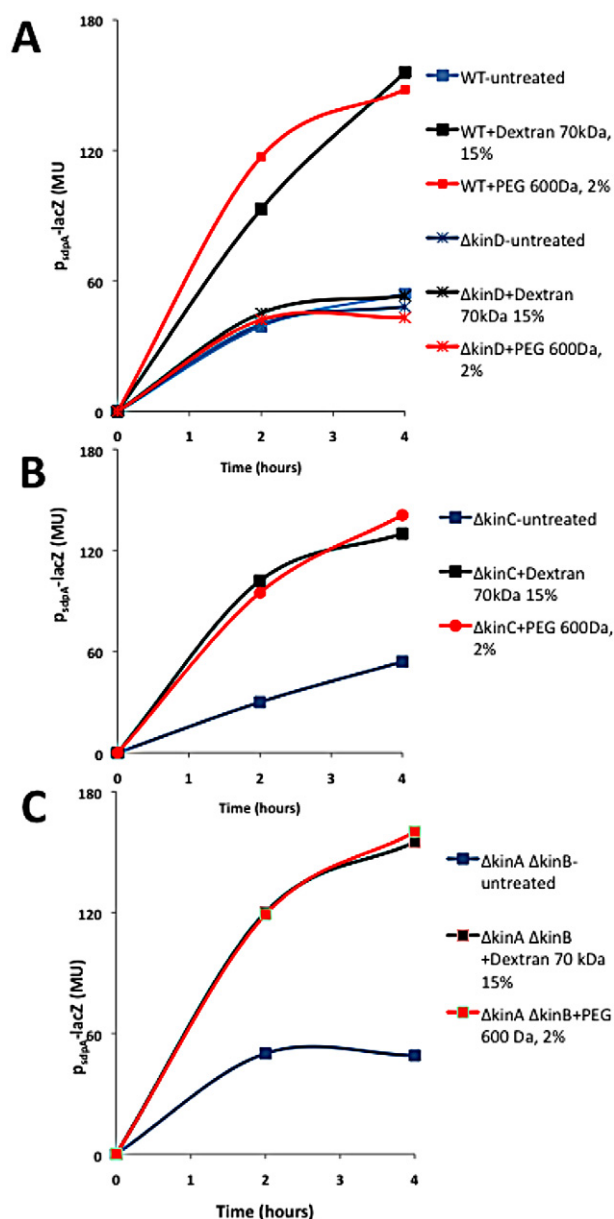 A
180
120
60
0
p_sdpA-lacZ (MU
0 1 2 3 4
Time (hours)
WT-untreated
WT+Dextran 70kDa,
15%
WT+PEG 600Da, 2%
ΔkinD-untreated
ΔkinD+Dextran
70kDa 15%
ΔkinD+PEG 600Da,
2%
B
180
120
60
0
p_sdpA-lacZ (MU)
0 1 2 3 4
Time (hours)
ΔkinC-untreated
ΔkinC+Dextran
70kDa 15%
ΔkinC+PEG 600Da,
2%
C
180
120
60
0
p_sdpA-lacZ (MU)
0 1 2 3 4
Time (hours)
ΔkinA ΔkinB-
untreated
ΔkinA ΔkinB
+Dextran 70 kDa
15%
ΔkinA ΔkinB+PEG
600 Da, 2%